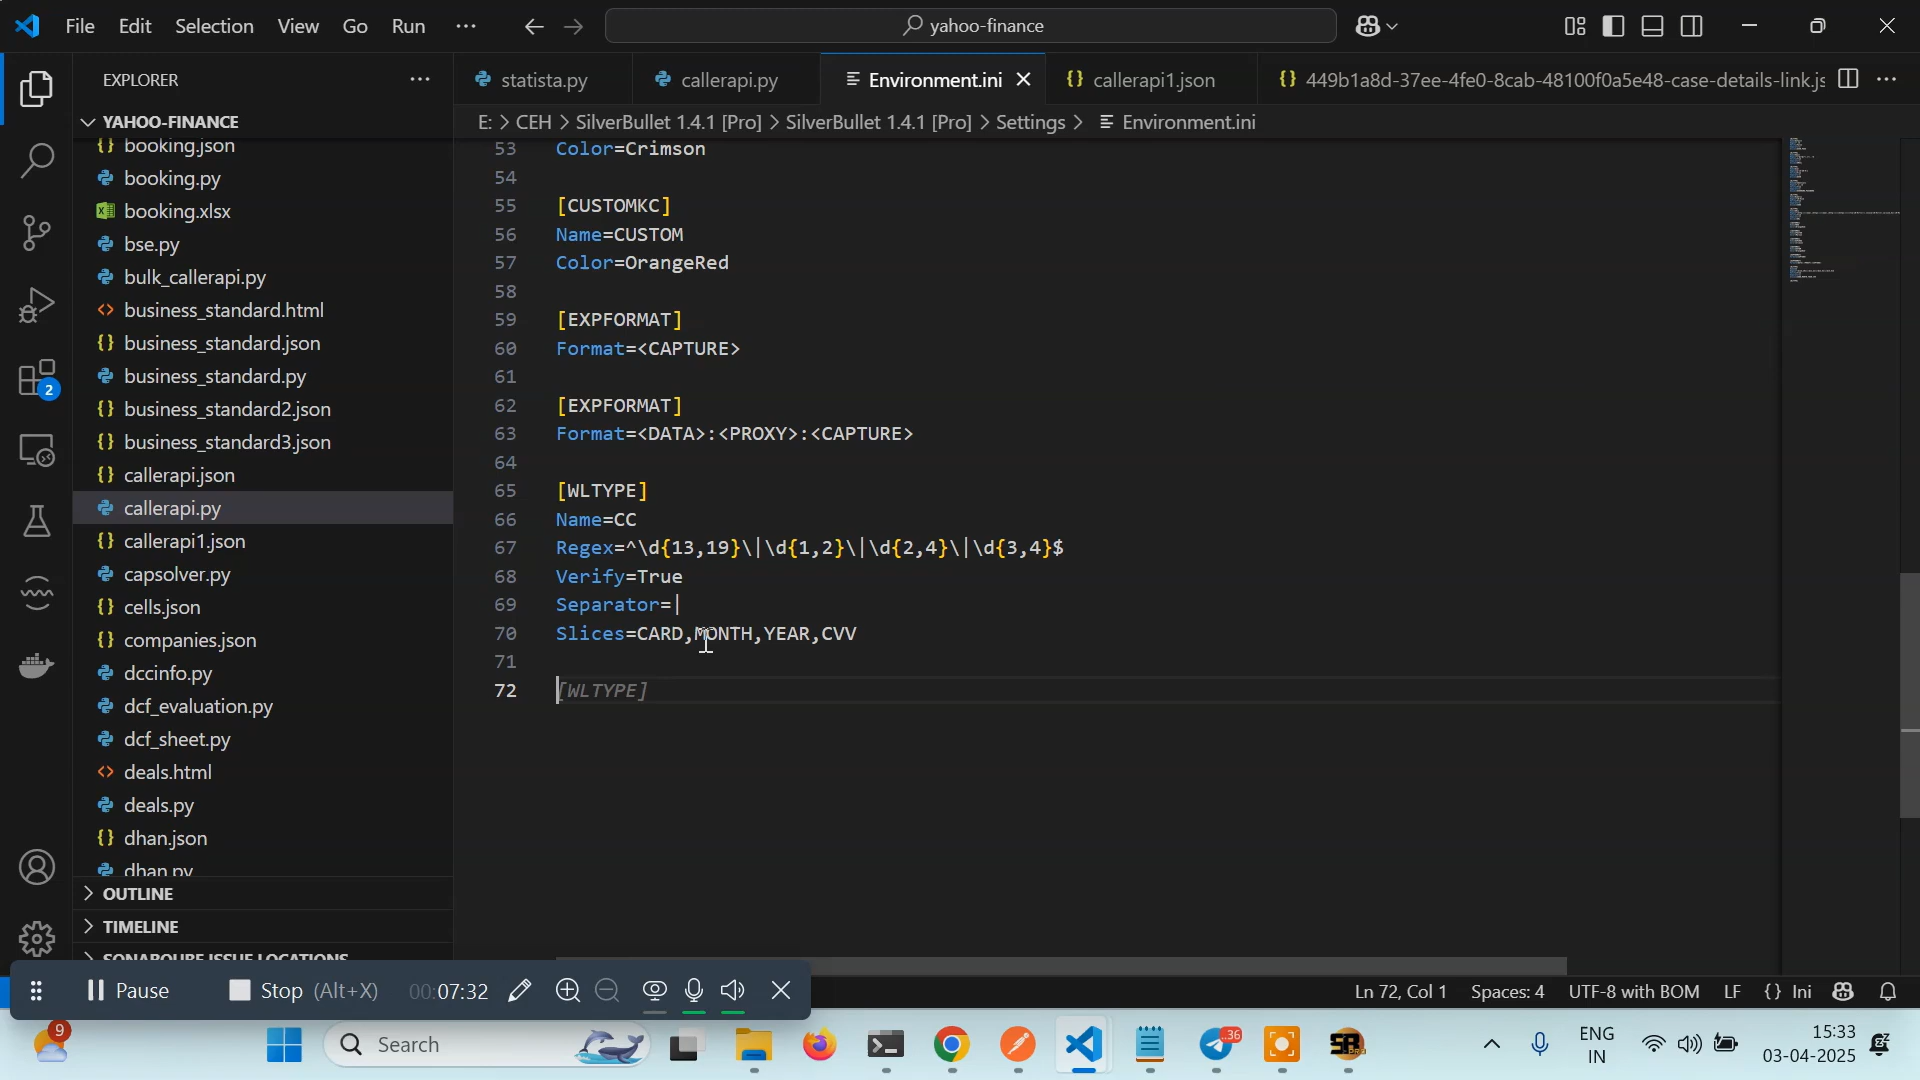 File Edit Selection View Go Run ··· yahoo-finance
EXPLORER ···
statista.py callerapi.py Environment.ini callerapi1.json 449b1a8d-37ee-4fe0-8cab-48100f0a5e48-case-details-link.js ···
E: > CEH > SilverBullet 1.4.1 [Pro] > SilverBullet 1.4.1 [Pro] > Settings > Environment.ini
YAHOO-FINANCE
booking.json
booking.py
booking.xlsx
bse.py
bulk_callerapi.py
business_standard.html
business_standard.json
business_standard.py
business_standard2.json
business_standard3.json
callerapi.json
callerapi.py
callerapi1.json
capsolver.py
cells.json
companies.json
dccinfo.py
dcf_evaluation.py
dcf_sheet.py
deals.html
deals.py
dhan.json
dhan.py
OUTLINE
TIMELINE
SONARQUBE ISSUE LOCATIONS
2
53 Color=Crimson
54
55 [CUSTOMKC]
56 Name=CUSTOM
57 Color=OrangeRed
58
59 [EXPFORMAT]
60 Format=<CAPTURE>
61
62 [EXPFORMAT]
63 Format=<DATA>:<PROXY>:<CAPTURE>
64
65 [WLTYPE]
66 Name=CC
67 Regex=^\d{13,19}\|\d{1,2}\|\d{2,4}\|\d{3,4}$
68 Verify=True
69 Separator=|
70 Slices=CARD,MONTH,YEAR,CVV
71
72 [WLTYPE]
Pause Stop (Alt+X) 00:07:32
Ln 72, Col 1 Spaces: 4 UTF-8 with BOM LF {} Ini
9 Search 36
ENG
IN
15:33
03-04-2025